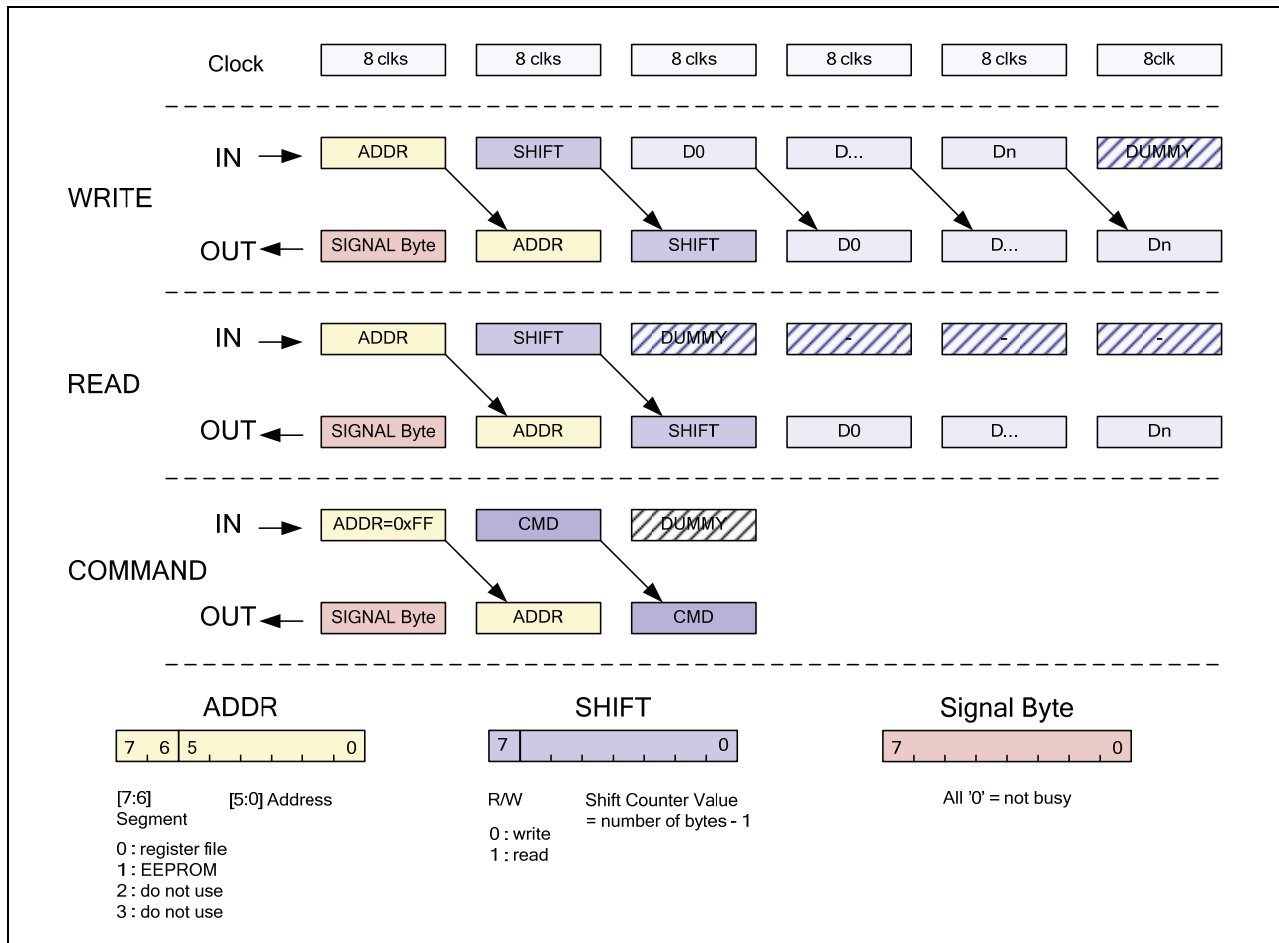 Clock 8 clks 8 clks 8 clks 8 clks 8 clks 8clk
IN ADDR SHIFT D0 D... Dn DUMMY
WRITE
OUT SIGNAL Byte ADDR SHIFT D0 D... Dn
IN ADDR SHIFT DUMMY - - -
READ
OUT SIGNAL Byte ADDR SHIFT D0 D... Dn
IN ADDR=0xFF CMD DUMMY
COMMAND
OUT SIGNAL Byte ADDR CMD
ADDR SHIFT Signal Byte
7 6 5 0 7 0 7 0
[7:6] [5:0] Address
Segment
0 : register file
1 : EEPROM
2 : do not use
3 : do not use
R/W
0 : write
1 : read
Shift Counter Value
= number of bytes - 1
All '0' = not busy